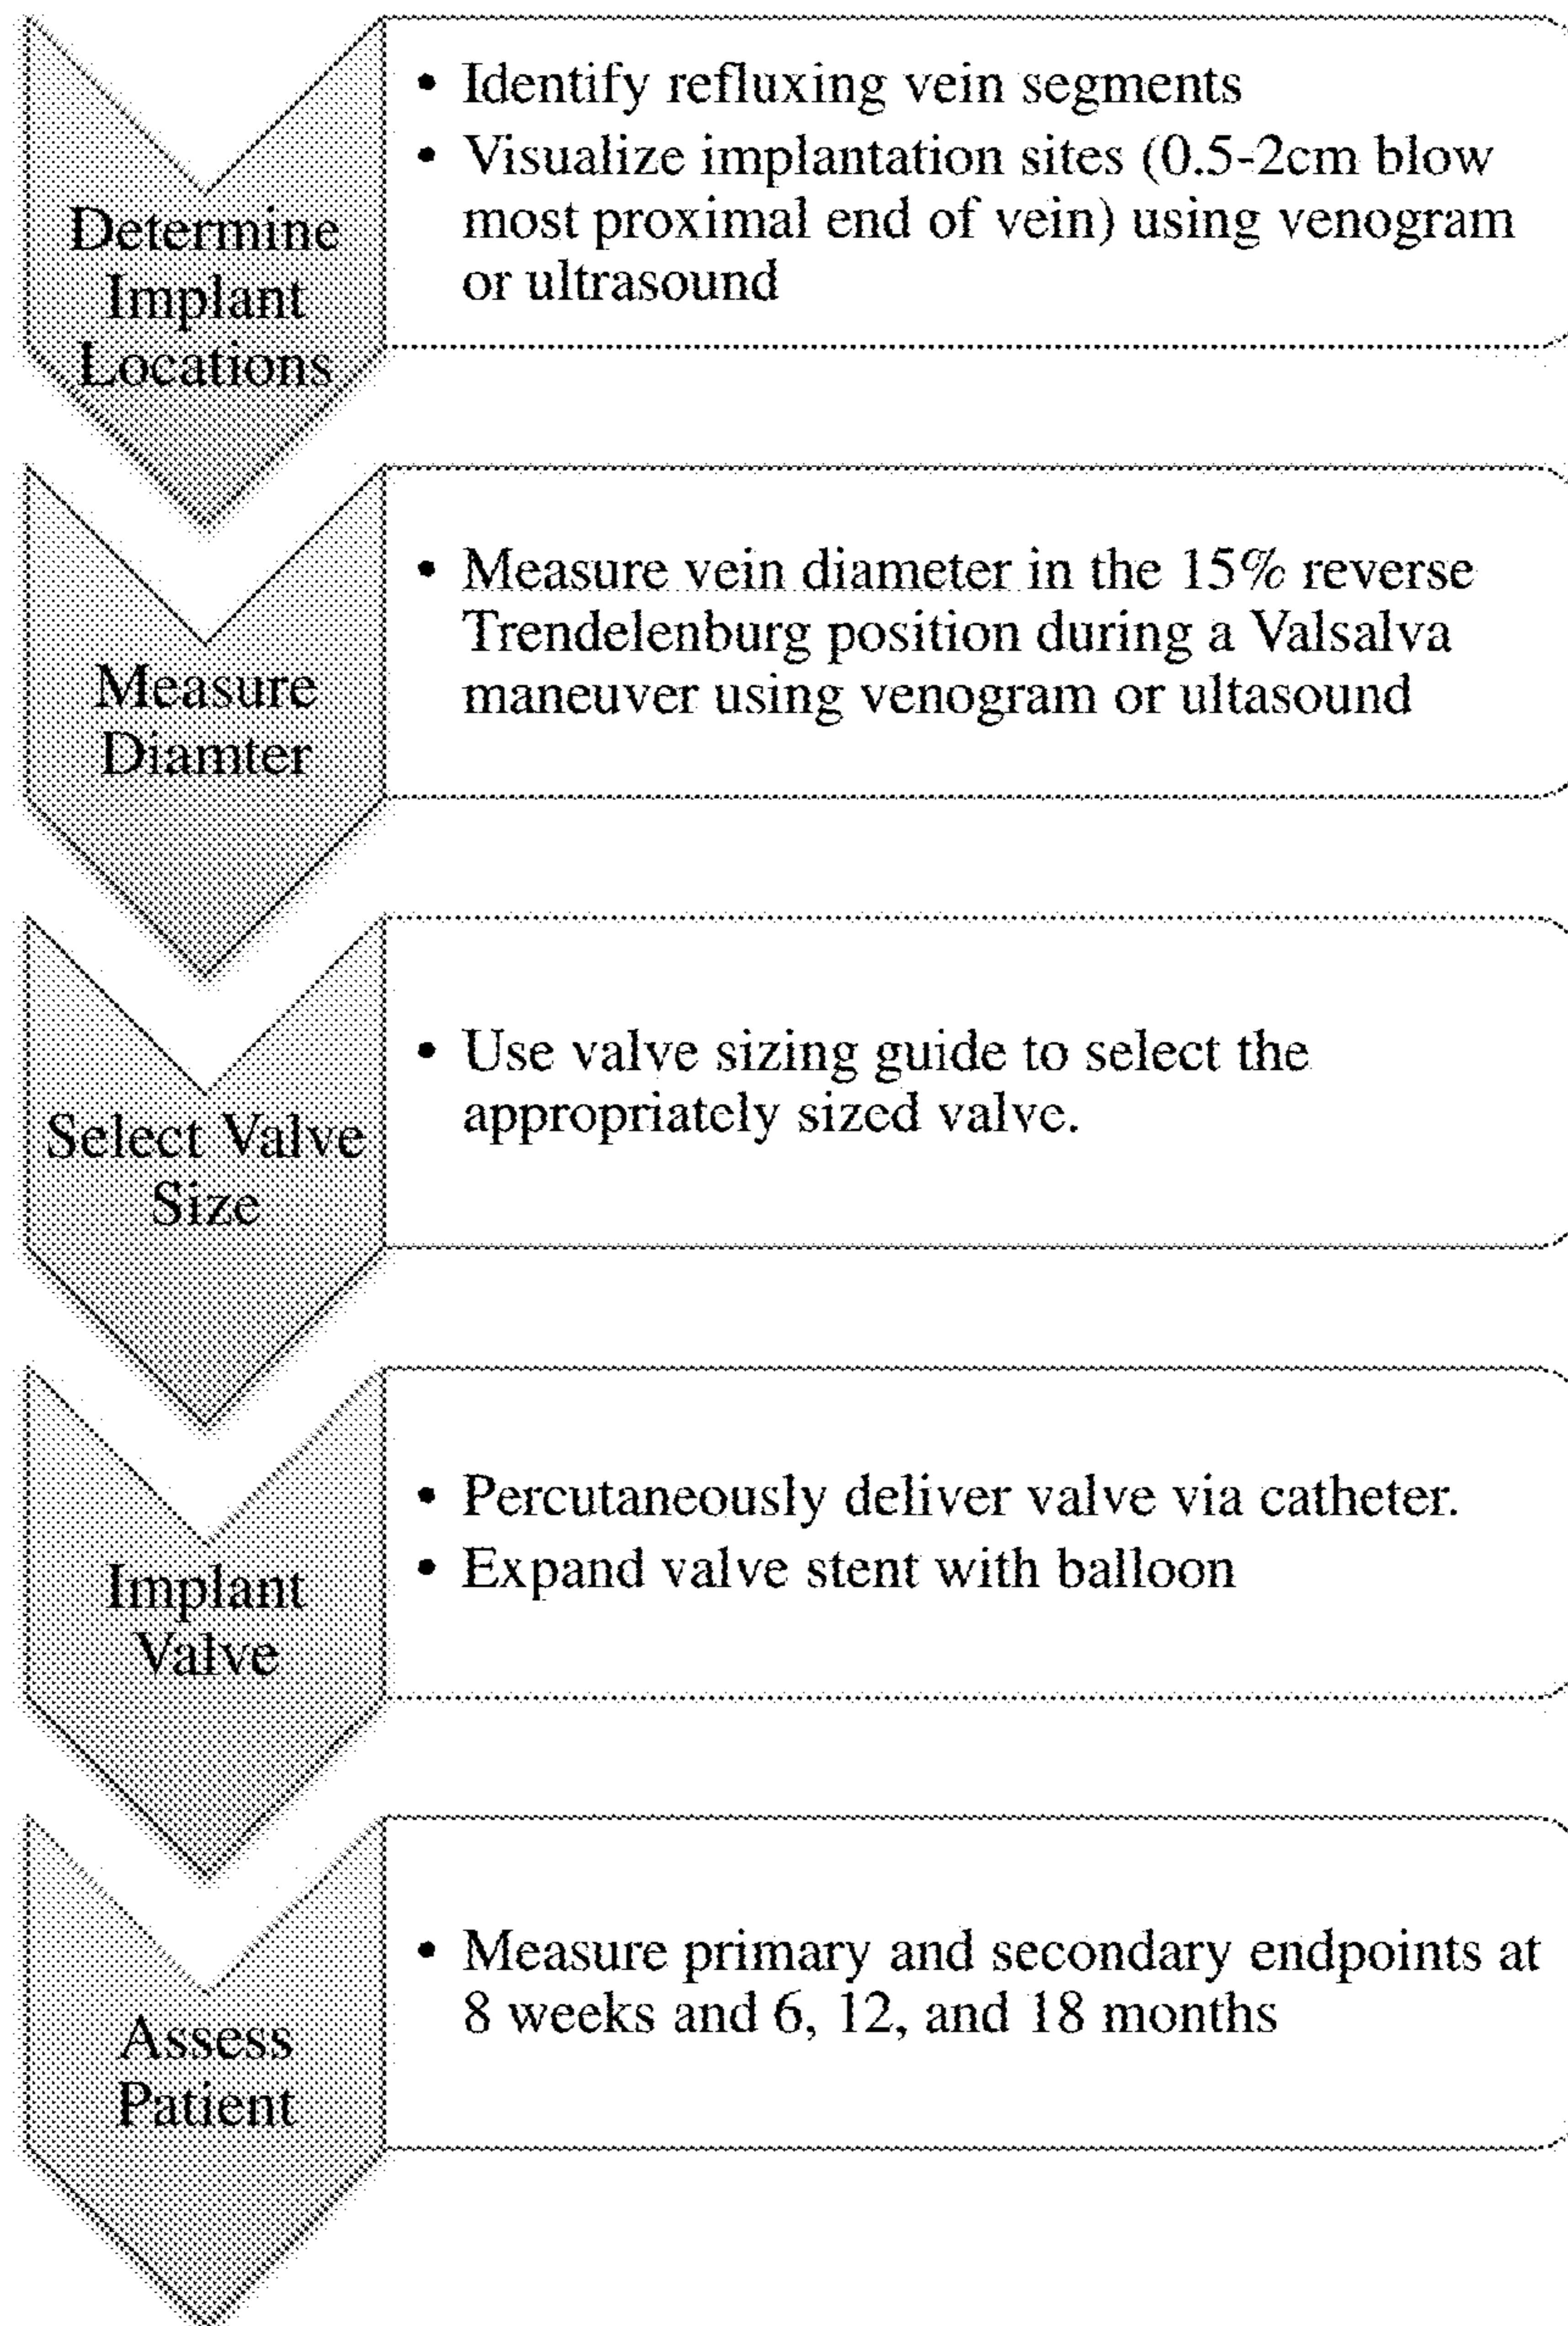 Determine
Implant
Locations
• Identify refluxing vein segments
• Visualize implantation sites (0.5-2cm blow
most proximal end of vein) using venogram
or ultrasound
Measure
Diamter
• Measure vein diameter in the 15% reverse
Trendelenburg position during a Valsalva
maneuver using venogram or ultasound
Select Valve
Size
• Use valve sizing guide to select the
appropriately sized valve.
Implant
Valve
• Percutaneously deliver valve via catheter.
• Expand valve stent with balloon
Assess
Patient
• Measure primary and secondary endpoints at
8 weeks and 6, 12, and 18 months